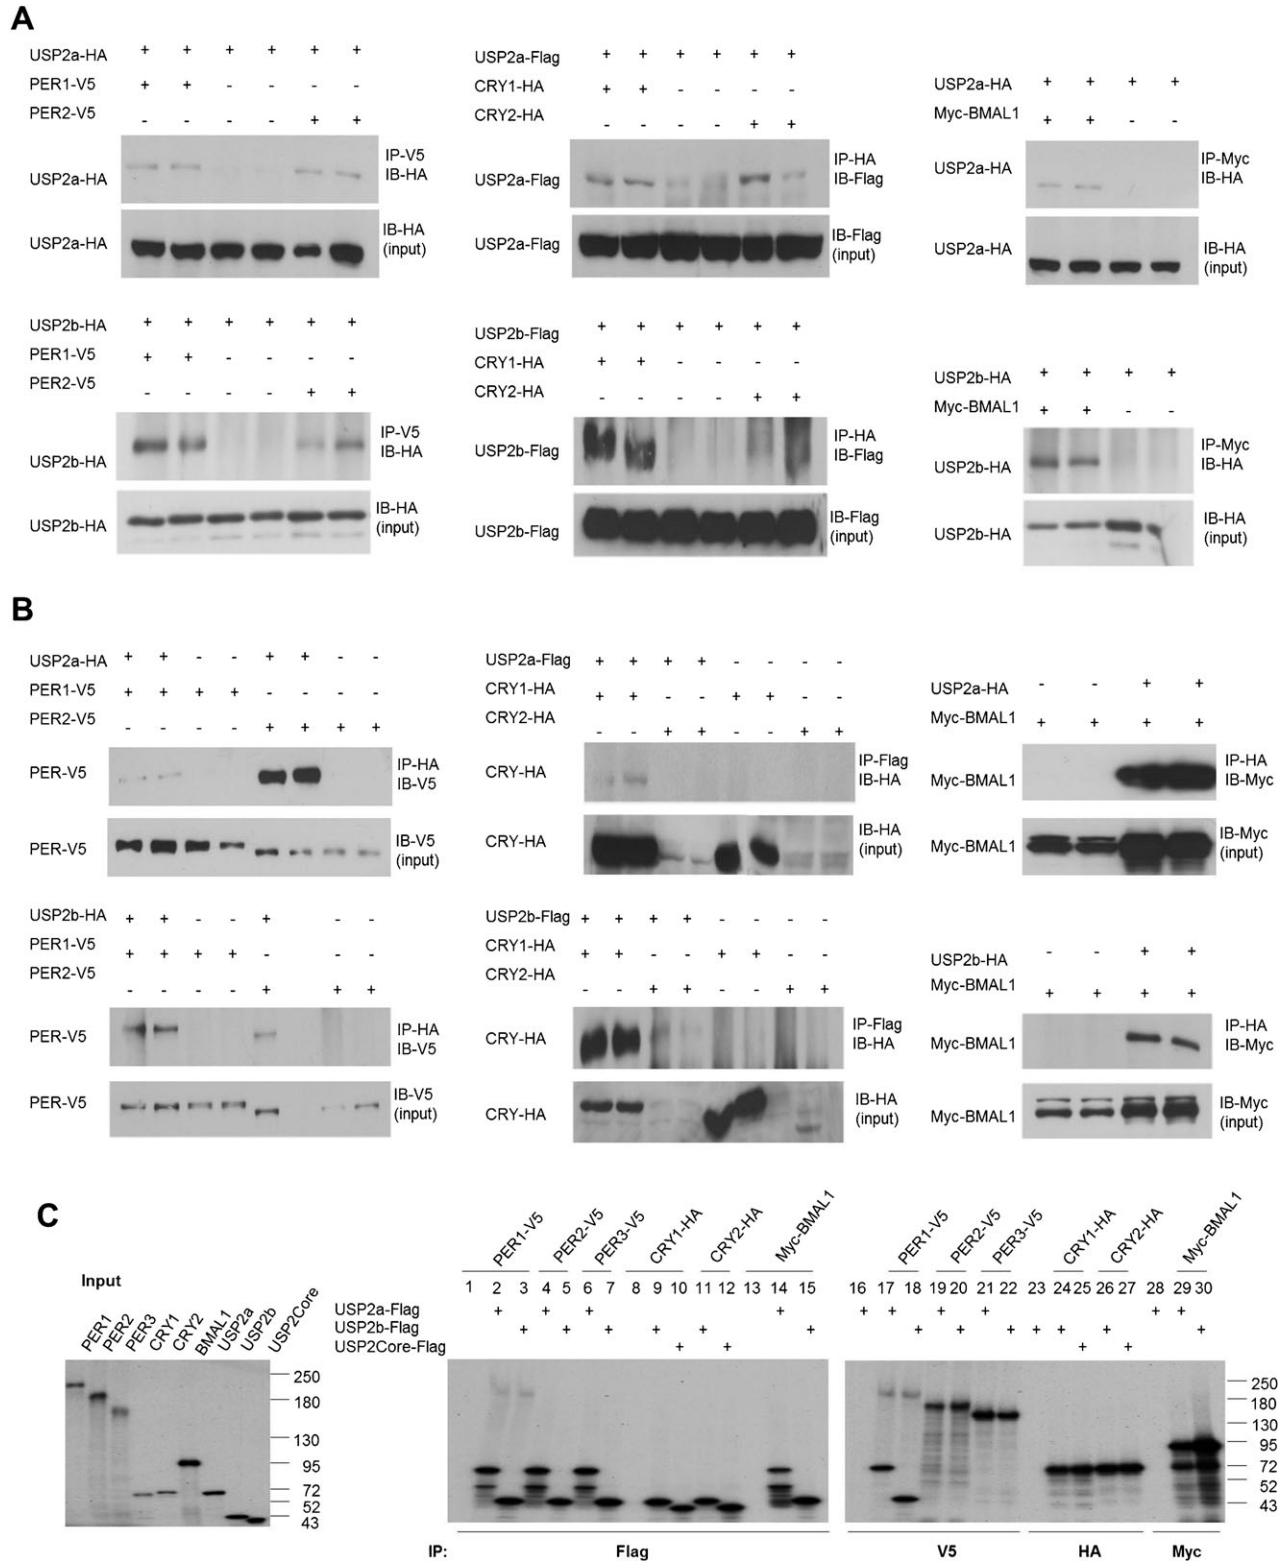 A
USP2a-HA + + + + + +
PER1-V5 + + - - - -
PER2-V5 - - - - + +
USP2a-HA IP-V5
IB-HA
USP2a-HA IB-HA
(input)
USP2a-Flag + + + + + +
CRY1-HA + + - - - -
CRY2-HA - - - - + +
USP2a-Flag IP-HA
IB-Flag
USP2a-Flag IB-Flag
(input)
USP2a-HA + + + +
Myc-BMAL1 + + - -
USP2a-HA IP-Myc
IB-HA
USP2a-HA IB-HA
(input)
USP2b-HA + + + + + +
PER1-V5 + + - - - -
PER2-V5 - - - - + +
USP2b-HA IP-V5
IB-HA
USP2b-HA IB-HA
(input)
USP2b-Flag + + + + + +
CRY1-HA + + - - - -
CRY2-HA - - - - + +
USP2b-Flag IP-HA
IB-Flag
USP2b-Flag IB-Flag
(input)
USP2b-HA + + + +
Myc-BMAL1 + + - -
USP2b-HA IP-Myc
IB-HA
USP2b-HA IB-HA
(input)
B
USP2a-HA + + - - + + - -
PER1-V5 + + + + - - - -
PER2-V5 - - - - + + + +
PER-V5 IP-HA
IB-V5
PER-V5 IB-V5
(input)
USP2a-Flag + + + + - - - -
CRY1-HA + + - - + + - -
CRY2-HA - - + + - - + +
CRY-HA IP-Flag
IB-HA
CRY-HA IB-HA
(input)
USP2a-HA - - + +
Myc-BMAL1 + + + +
Myc-BMAL1 IP-HA
IB-Myc
Myc-BMAL1 IB-Myc
(input)
USP2b-HA + + - - + - -
PER1-V5 + + + + - - -
PER2-V5 - - - - + + +
PER-V5 IP-HA
IB-V5
PER-V5 IB-V5
(input)
USP2b-Flag + + + + - - - -
CRY1-HA + + - - + + - -
CRY2-HA - - + + - - + +
CRY-HA IP-Flag
IB-HA
CRY-HA IB-HA
(input)
USP2b-HA - - + +
Myc-BMAL1 + + + +
Myc-BMAL1 IP-HA
IB-Myc
Myc-BMAL1 IB-Myc
(input)
C
Input
PER1 PER2 PER3 CRY1 CRY2 BMAL1 USP2a USP2b USP2Core
250
180
130
95
72
52
43
PER1-V5 PER2-V5 PER3-V5 CRY1-HA CRY2-HA Myc-BMAL1 PER1-V5 PER2-V5 PER3-V5 CRY1-HA CRY2-HA Myc-BMAL1
1 2 3 4 5 6 7 8 9 10 11 12 13 14 15 16 17 18 19 20 21 22 23 24 25 26 27 28 29 30
USP2a-Flag + + + + + + + + + +
USP2b-Flag + + + + + + + + + + + + +
USP2Core-Flag + + + +
250
180
130
95
72
52
43
IP: Flag V5 HA Myc